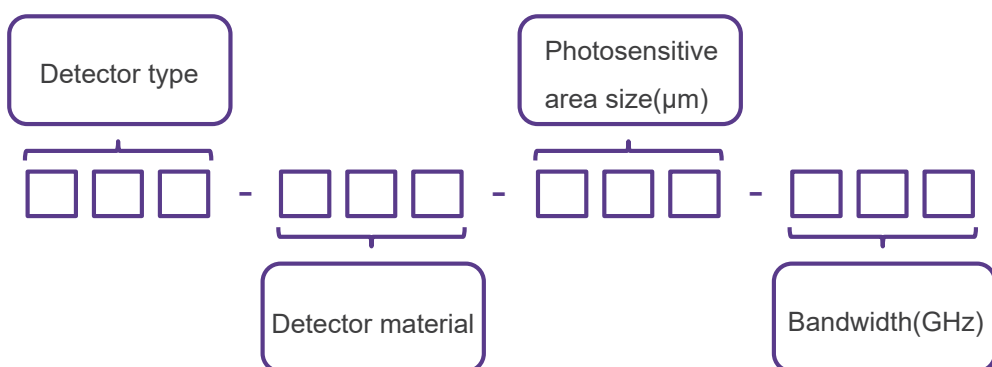 Detector type
Photosensitive
area size(μm)
- - -
Detector material
Bandwidth(GHz)